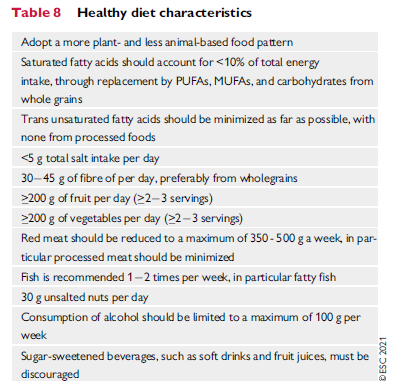 Table 8 Healthy diet characteristics
Adopt a more plant- and less animal-based food pattern
Saturated fatty acids should account for <10% of total energy
intake, through replacement by PUFAs, MUFAs, and carbohydrates from
whole grains
Trans unsaturated fatty acids should be minimized as far as possible, with
none from processed foods
<5 g total salt intake per day
30–45 g of fibre of per day, preferably from wholegrains
≥200 g of fruit per day (≥2–3 servings)
≥200 g of vegetables per day (≥2–3 servings)
Red meat should be reduced to a maximum of 350-500 g a week, in par-
ticular processed meat should be minimized
Fish is recommended 1–2 times per week, in particular fatty fish
30 g unsalted nuts per day
Consumption of alcohol should be limited to a maximum of 100 g per
week
Sugar-sweetened beverages, such as soft drinks and fruit juices, must be
discouraged
©ESC 2021